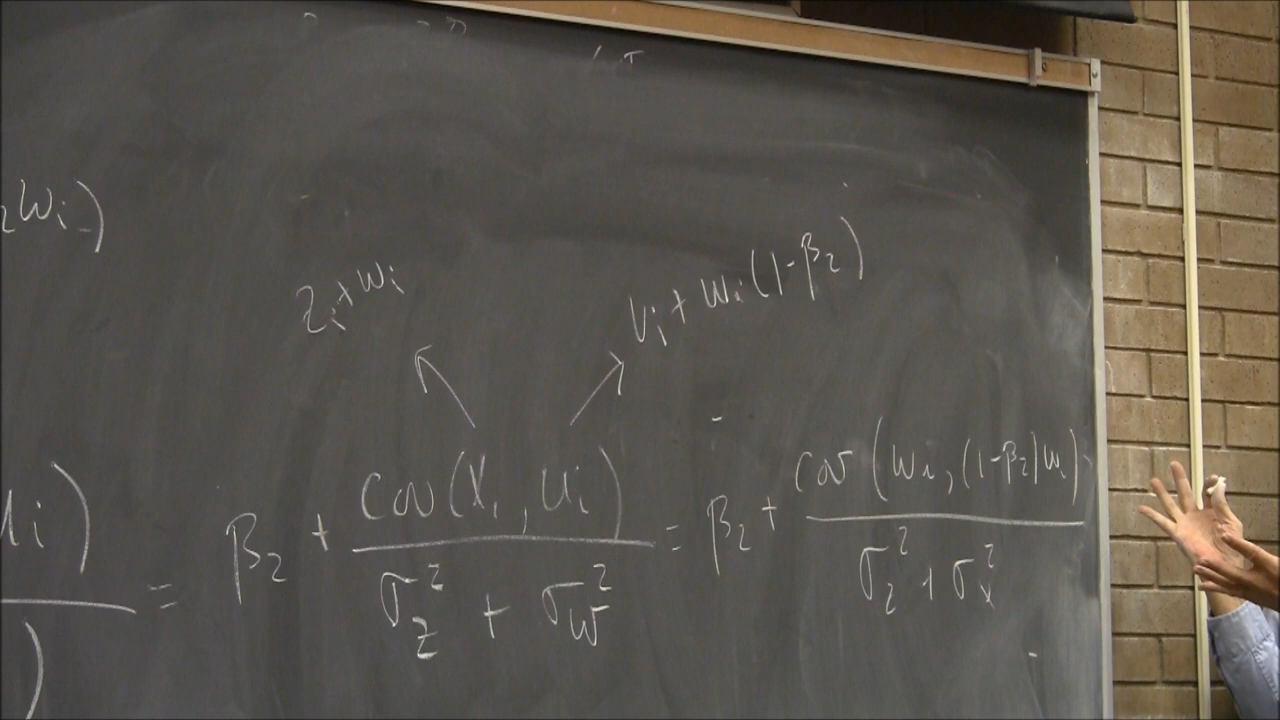 ₂wᵢ)
zᵢ + wᵢ
vᵢ + wᵢ(1-β₂)
uᵢ) = β₂ + Cov(Xᵢ, uᵢ) / σ_z² + σ_w² = β₂ + Cov(wᵢ, (1-β₂)wᵢ) / σ_z² +